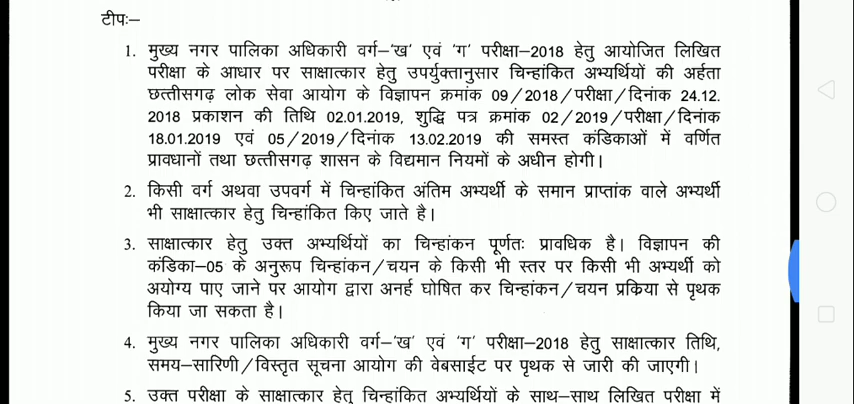 टीपः–
1. मुख्य नगर पालिका अधिकारी वर्ग–'ख' एवं 'ग' परीक्षा–2018 हेतु आयोजित लिखित
परीक्षा के आधार पर साक्षात्कार हेतु उपर्युक्तानुसार चिन्हांकित अभ्यर्थियों की अर्हता
छत्तीसगढ़ लोक सेवा आयोग के विज्ञापन क्रमांक 09/2018/परीक्षा/दिनांक 24.12.
2018 प्रकाशन की तिथि 02.01.2019, शुद्धि पत्र क्रमांक 02/2019/परीक्षा/दिनांक
18.01.2019 एवं 05/2019/दिनांक 13.02.2019 की समस्त कंडिकाओं में वर्णित
प्रावधानों तथा छत्तीसगढ़ शासन के विद्यमान नियमों के अधीन होगी।
2. किसी वर्ग अथवा उपवर्ग में चिन्हांकित अंतिम अभ्यर्थी के समान प्राप्तांक वाले अभ्यर्थी
भी साक्षात्कार हेतु चिन्हांकित किए जाते है।
3. साक्षात्कार हेतु उक्त अभ्यर्थियों का चिन्हांकन पूर्णतः प्रावधिक है। विज्ञापन की
कंडिका–05 के अनुरूप चिन्हांकन/चयन के किसी भी स्तर पर किसी भी अभ्यर्थी को
अयोग्य पाए जाने पर आयोग द्वारा अनर्ह घोषित कर चिन्हांकन/चयन प्रकिया से पृथक
किया जा सकता है।
4. मुख्य नगर पालिका अधिकारी वर्ग–'ख' एवं 'ग' परीक्षा–2018 हेतु साक्षात्कार तिथि,
समय–सारिणी/विस्तृत सूचना आयोग की वेबसाईट पर पृथक से जारी की जाएगी।
5. उक्त परीक्षा के साक्षात्कार हेतु चिन्हांकित अभ्यर्थियों के साथ–साथ लिखित परीक्षा में